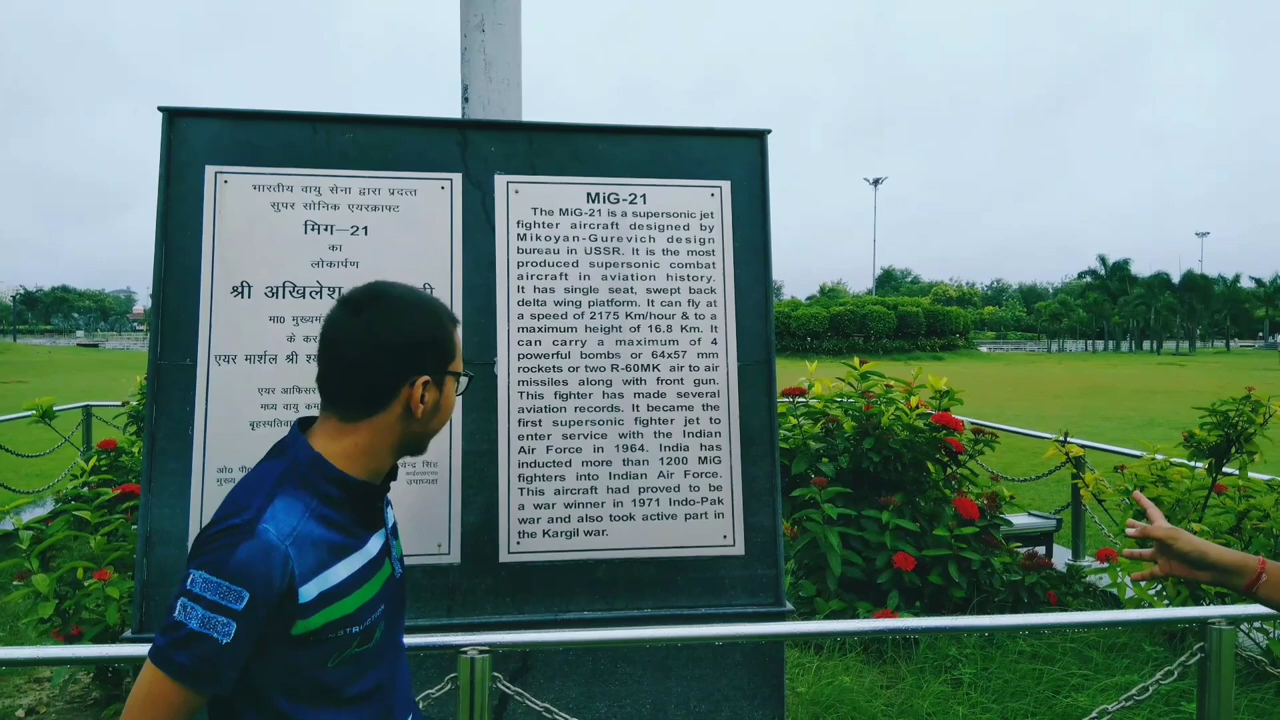 भारतीय वायु सेना द्वारा प्रदत्त
सुपर सोनिक एयरक्राफ्ट
मिग–21
का
लोकार्पण
श्री अखिलेश
मा०
के
एयर मार्शल श्री
एयर आफिसर
मध्य वायु
सिंह
उपाध्यक्ष
MiG-21
The MiG-21 is a supersonic jet
fighter aircraft designed by
Mikoyan-Gurevich design
bureau in USSR. It is the most
produced supersonic combat
aircraft in aviation history.
It has single seat, swept back
delta wing platform. It can fly at
a speed of 2175 Km/hour & to a
maximum height of 16.8 Km. It
can carry a maximum of 4
powerful bombs or 64x57 mm
rockets or two R-60MK air to air
missiles along with front gun.
This fighter has made several
aviation records. It became the
first supersonic fighter jet to
enter service with the Indian
Air Force in 1964. India has
inducted more than 1200 MiG
fighters into Indian Air Force.
This aircraft had proved to be
a war winner in 1971 Indo-Pak
war and also took active part in
the Kargil war.